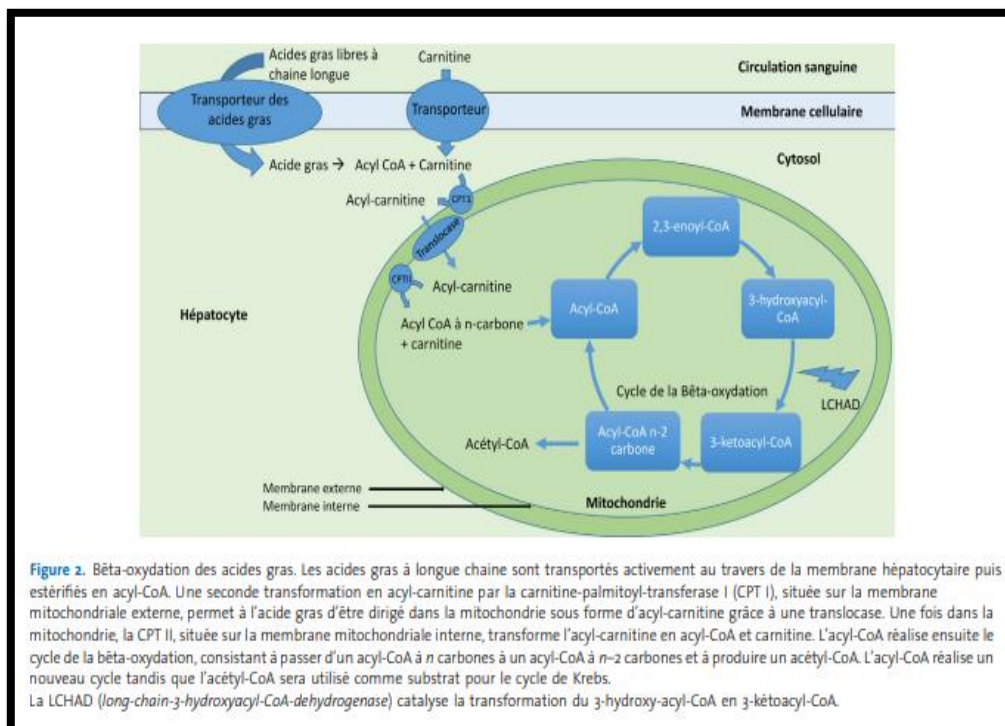 Acides gras libres à
chaine longue
Carnitine
Circulation sanguine
Transporteur des
acides gras
Transporteur
Membrane cellulaire
Cytosol
Acide gras → Acyl CoA + Carnitine
Acyl-carnitine
CPT1
Translocase
CPTII
Acyl-carnitine
Hépatocyte
Acyl CoA à n-carbone
+ carnitine
2,3-enoyl-CoA
Acyl-CoA
3-hydroxyacyl-
CoA
Cycle de la Bêta-oxydation
LCHAD
Acétyl-CoA
Acyl-CoA n-2
carbone
3-ketoacyl-CoA
Membrane externe
Membrane interne
Mitochondrie
Figure 2. Bêta-oxydation des acides gras. Les acides gras à longue chaine sont transportés activement au travers de la membrane hépatocytaire puis
estérifiés en acyl-CoA. Une seconde transformation en acyl-carnitine par la carnitine-palmitoyl-transferase I (CPT I), située sur la membrane
mitochondriale externe, permet à l'acide gras d'être dirigé dans la mitochondrie sous forme d'acyl-carnitine grâce à une translocase. Une fois dans la
mitochondrie, la CPT II, située sur la membrane mitochondriale interne, transforme l'acyl-carnitine en acyl-CoA et carnitine. L'acyl-CoA réalise ensuite le
cycle de la bêta-oxydation, consistant à passer d'un acyl-CoA à n carbones à un acyl-CoA à n–2 carbones et à produire un acétyl-CoA. L'acyl-CoA réalise un
nouveau cycle tandis que l'acétyl-CoA sera utilisé comme substrat pour le cycle de Krebs.
La LCHAD (long-chain-3-hydroxyacyl-CoA-dehydrogenase) catalyse la transformation du 3-hydroxy-acyl-CoA en 3-kétoacyl-CoA.